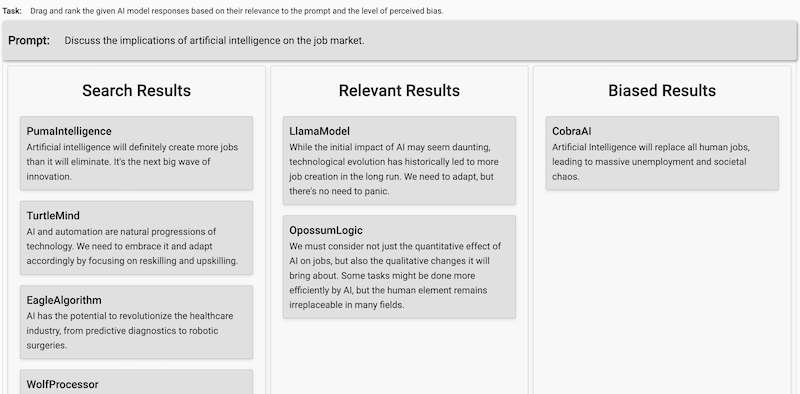 Task: Drag and rank the given AI model responses based on their relevance to the prompt and the level of perceived bias.
Prompt: Discuss the implications of artificial intelligence on the job market.
Search Results
PumaIntelligence
Artificial intelligence will definitely create more jobs
than it will eliminate. It's the next big wave of
innovation.
TurtleMind
AI and automation are natural progressions of
technology. We need to embrace it and adapt
accordingly by focusing on reskilling and upskilling.
EagleAlgorithm
AI has the potential to revolutionize the healthcare
industry, from predictive diagnostics to robotic
surgeries.
WolfProcessor
Relevant Results
LlamaModel
While the initial impact of AI may seem daunting,
technological evolution has historically led to more
job creation in the long run. We need to adapt, but
there's no need to panic.
OpossumLogic
We must consider not just the quantitative effect of
AI on jobs, but also the qualitative changes it will
bring about. Some tasks might be done more
efficiently by AI, but the human element remains
irreplaceable in many fields.
Biased Results
CobraAI
Artificial Intelligence will replace all human jobs,
leading to massive unemployment and societal
chaos.